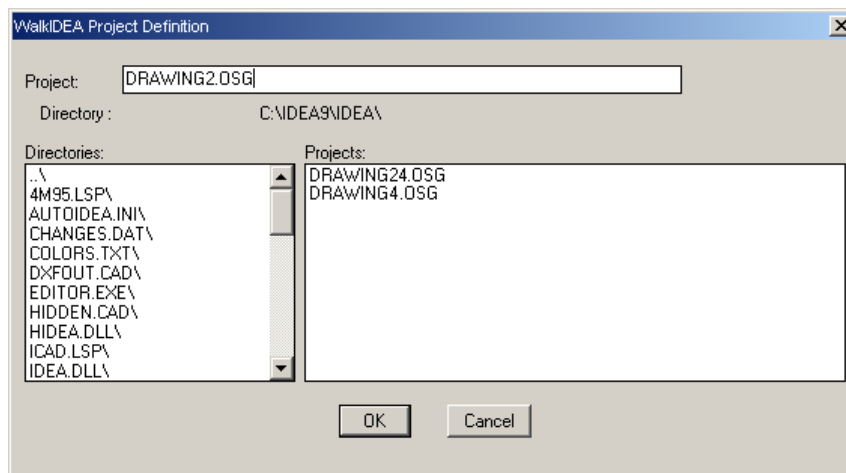 WalkIDEA Project Definition
Project: DRAWING2.OSG
Directory : C:\IDEA9\IDEA\
Directories:
..\
4M95.LSP\
AUTOIDEA.INI\
CHANGES.DAT\
COLORS.TXT\
DXFOUT.CAD\
EDITOR.EXE\
HIDDEN.CAD\
HIDEA.DLL\
ICAD.LSP\
IDEA.DLL\
Projects:
DRAWING24.OSG
DRAWING4.OSG
OK Cancel